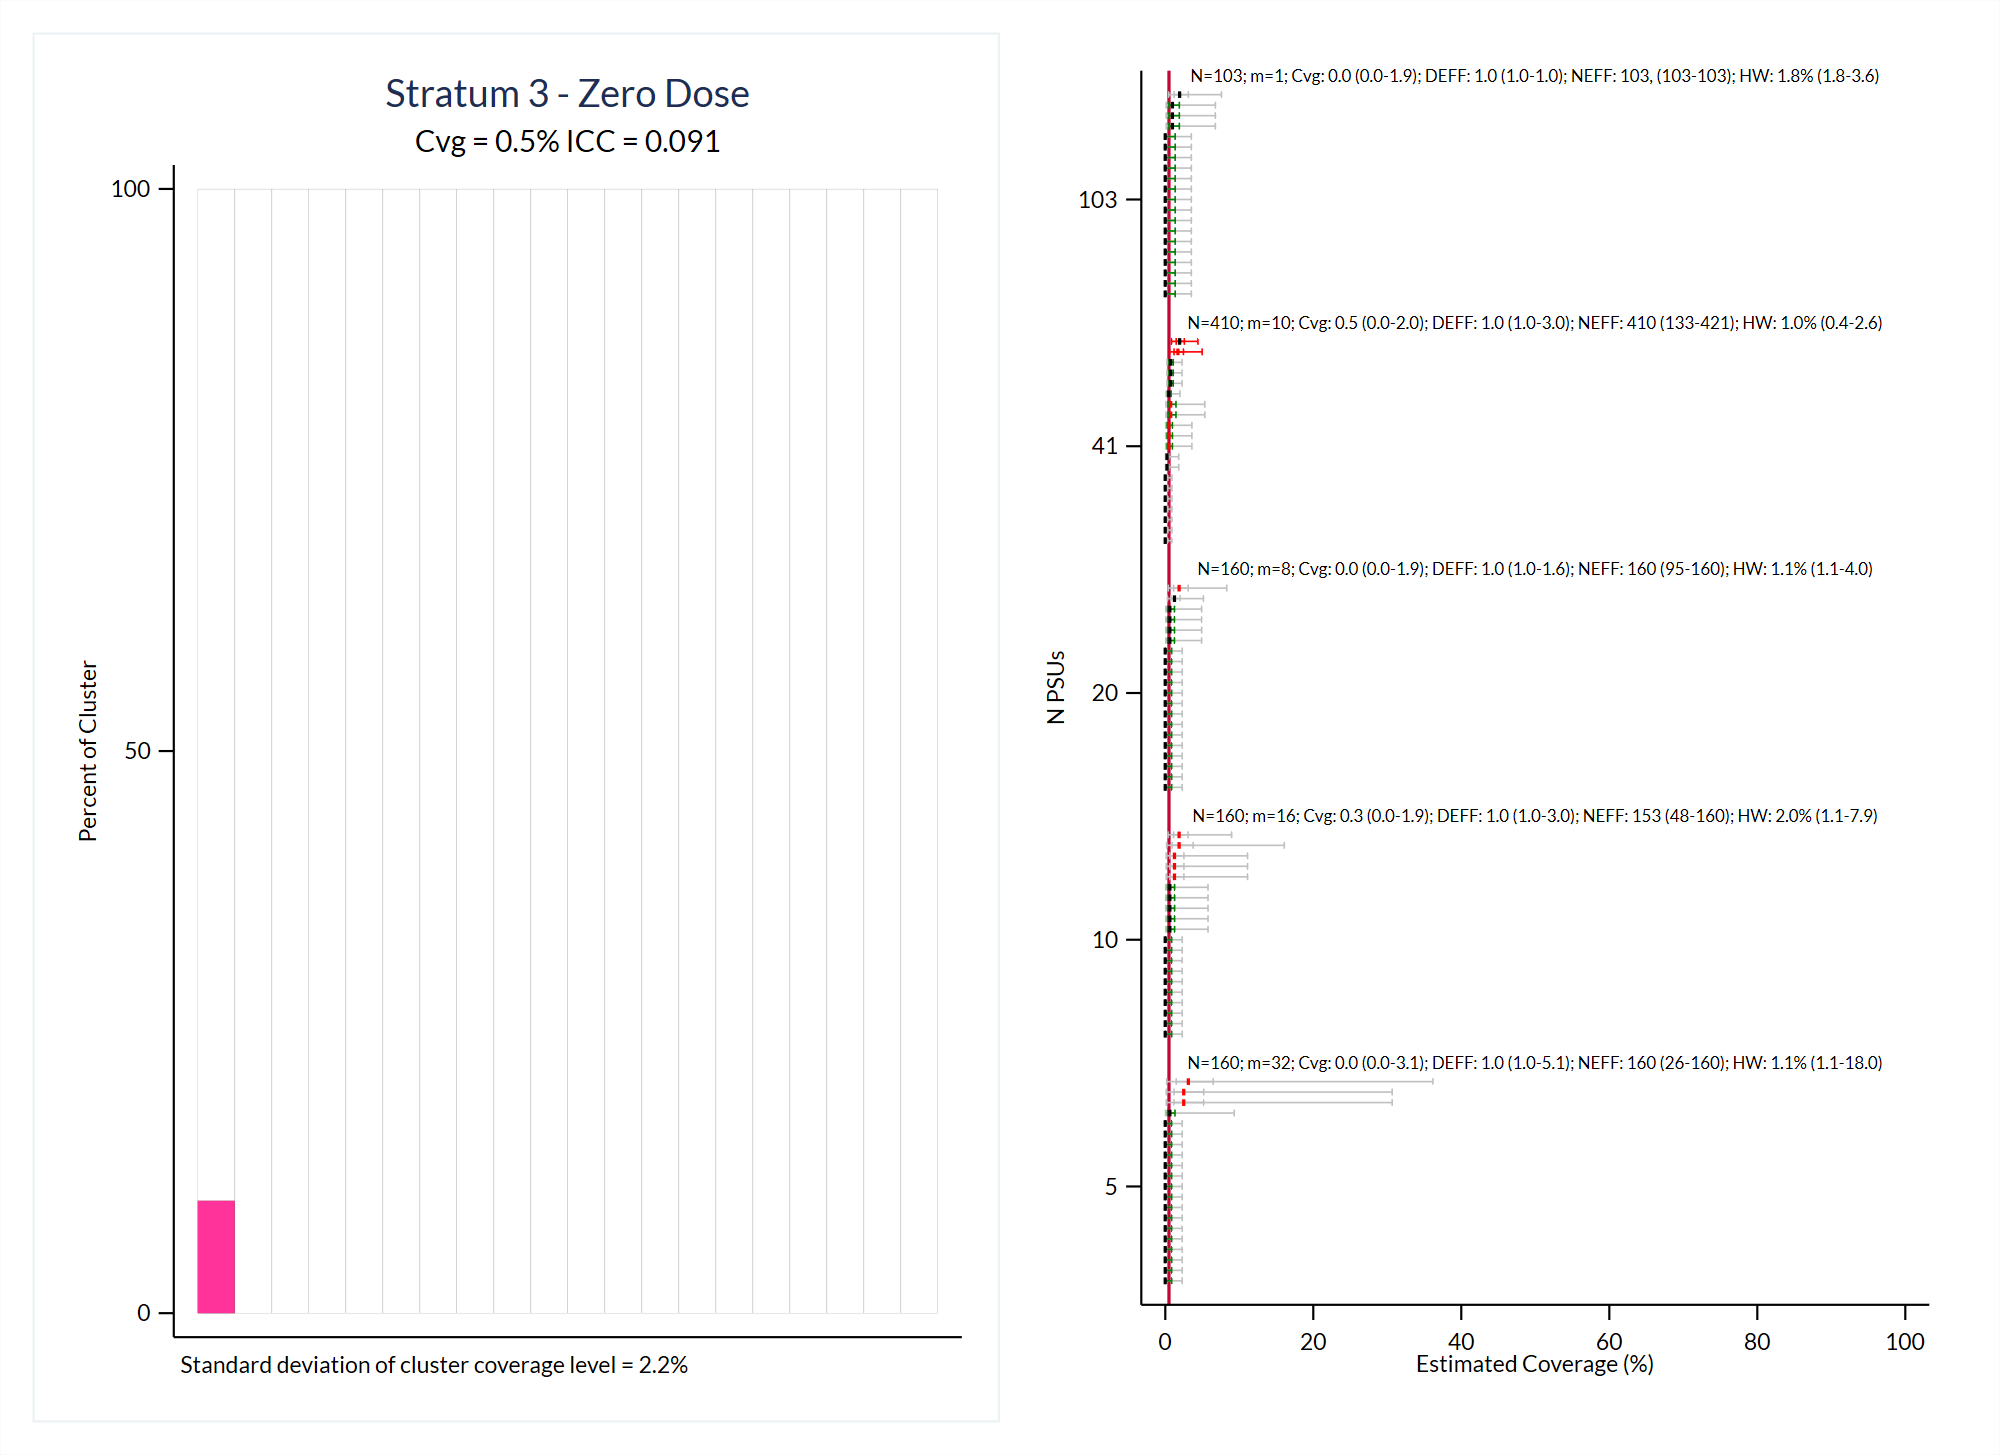 Stratum 3 - Zero Dose
Cvg = 0.5% ICC = 0.091
100
50
0
Percent of Cluster
Standard deviation of cluster coverage level = 2.2%
N=103; m=1; Cvg: 0.0 (0.0-1.9); DEFF: 1.0 (1.0-1.0); NEFF: 103, (103-103); HW: 1.8% (1.8-3.6)
103
N=410; m=10; Cvg: 0.5 (0.0-2.0); DEFF: 1.0 (1.0-3.0); NEFF: 410 (133-421); HW: 1.0% (0.4-2.6)
41
N=160; m=8; Cvg: 0.0 (0.0-1.9); DEFF: 1.0 (1.0-1.6); NEFF: 160 (95-160); HW: 1.1% (1.1-4.0)
N PSUs
20
N=160; m=16; Cvg: 0.3 (0.0-1.9); DEFF: 1.0 (1.0-3.0); NEFF: 153 (48-160); HW: 2.0% (1.1-7.9)
10
N=160; m=32; Cvg: 0.0 (0.0-3.1); DEFF: 1.0 (1.0-5.1); NEFF: 160 (26-160); HW: 1.1% (1.1-18.0)
5
0 20 40 60 80 100
Estimated Coverage (%)